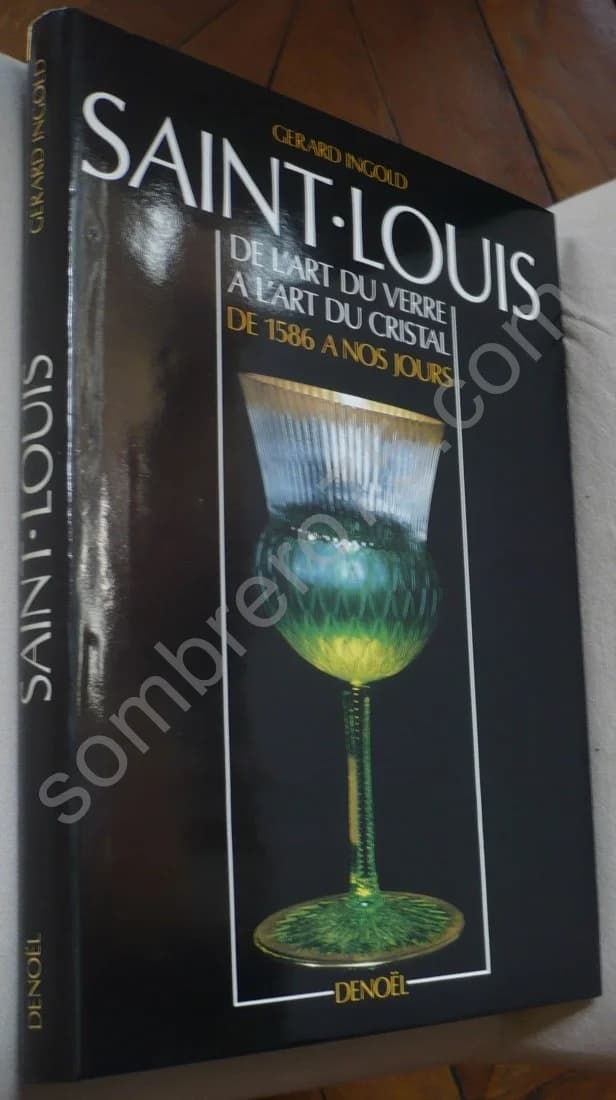 GERARD INGOLD
SAINT·LOUIS
DE L'ART DU VERRE
A L'ART DU CRISTAL
DE 1586 A NOS JOURS
DENOËL
GERARD INGOLD
SAINT·LOUIS
DENOËL